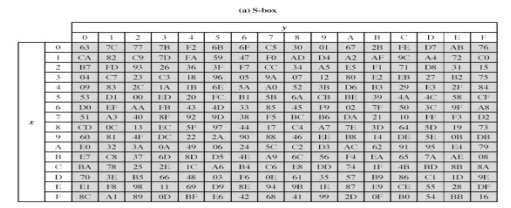 (a) S-box
y
0 1 2 3 4 5 6 7 8 9 A B C D E F
0 63 7C 77 7B F2 6B 6F C5 30 01 67 2B FE D7 AB 76
1 CA 82 C9 7D FA 59 47 F0 AD D4 A2 AF 9C A4 72 C0
2 B7 FD 93 26 36 3F F7 CC 34 A5 E5 F1 71 D8 31 15
3 04 C7 23 C3 18 96 05 9A 07 12 80 E2 EB 27 B2 75
4 09 83 2C 1A 1B 6E 5A A0 52 3B D6 B3 29 E3 2F 84
5 53 D1 00 ED 20 FC B1 5B 6A CB BE 39 4A 4C 58 CF
6 D0 EF AA FB 43 4D 33 85 45 F9 02 7F 50 3C 9F A8
7 51 A3 40 8F 92 9D 38 F5 BC B6 DA 21 10 FF F3 D2
x 8 CD 0C 13 EC 5F 97 44 17 C4 A7 7E 3D 64 5D 19 73
9 60 81 4F DC 22 2A 90 88 46 EE B8 14 DE 5E 0B DB
A E0 32 3A 0A 49 06 24 5C C2 D3 AC 62 91 95 E4 79
B E7 C8 37 6D 8D D5 4E A9 6C 56 F4 EA 65 7A AE 08
C BA 78 25 2E 1C A6 B4 C6 E8 DD 74 1F 4B BD 8B 8A
D 70 3E B5 66 48 03 F6 0E 61 35 57 B9 86 C1 1D 9E
E E1 F8 98 11 69 D9 8E 94 9B 1E 87 E9 CE 55 28 DF
F 8C A1 89 0D BF E6 42 68 41 99 2D 0F B0 54 BB 16